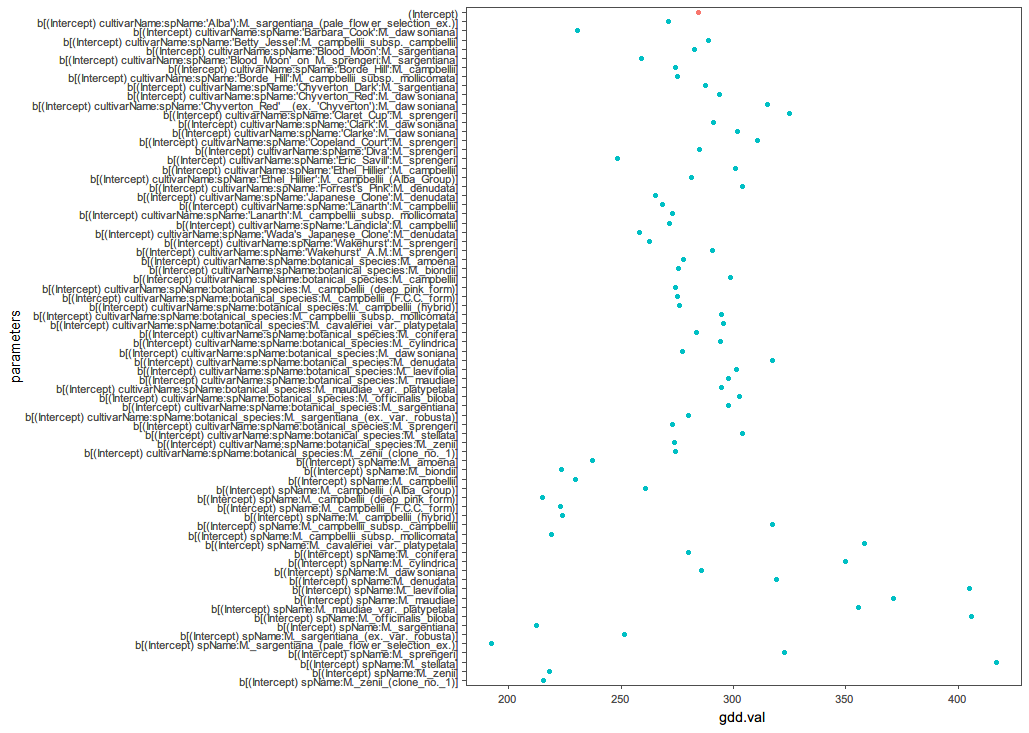 (Intercept)
b[(Intercept) cultivarName:spName:'Alba'):M._sargentiana_(pale_flower_selection_ex.)]
b[(Intercept) cultivarName:spName:'Barbara_Cook':M._dawsoniana]
b[(Intercept) cultivarName:spName:'Betty_Jessel':M._campbellii_subsp._campbellii]
b[(Intercept) cultivarName:spName:'Blood_Moon':M._sargentiana]
b[(Intercept) cultivarName:spName:'Blood_Moon'_on_M._sprengeri:M._sargentiana]
b[(Intercept) cultivarName:spName:'Borde_Hill':M._campbellii]
b[(Intercept) cultivarName:spName:'Borde_Hill':M._campbellii_subsp._mollicomata]
b[(Intercept) cultivarName:spName:'Chyverton_Dark':M._sargentiana]
b[(Intercept) cultivarName:spName:'Chyverton_Red':M._dawsoniana]
b[(Intercept) cultivarName:spName:'Chyverton_Red'__(ex._'Chyverton'):M._dawsoniana]
b[(Intercept) cultivarName:spName:'Claret_Cup':M._sprengeri]
b[(Intercept) cultivarName:spName:'Clark':M._dawsoniana]
b[(Intercept) cultivarName:spName:'Clarke':M._dawsoniana]
b[(Intercept) cultivarName:spName:'Copeland_Court':M._sprengeri]
b[(Intercept) cultivarName:spName:'Diva':M._sprengeri]
b[(Intercept) cultivarName:spName:'Eric_Savill':M._sprengeri]
b[(Intercept) cultivarName:spName:'Ethel_Hillier':M._campbellii]
b[(Intercept) cultivarName:spName:'Ethel_Hillier':M._campbellii_(Alba_Group)]
b[(Intercept) cultivarName:spName:'Forrest's_Pink':M._denudata]
b[(Intercept) cultivarName:spName:'Japanese_Clone':M._denudata]
b[(Intercept) cultivarName:spName:'Lanarth':M._campbellii]
b[(Intercept) cultivarName:spName:'Lanarth':M._campbellii_subsp._mollicomata]
b[(Intercept) cultivarName:spName:'Landicla':M._campbellii]
b[(Intercept) cultivarName:spName:'Wada's_Japanese_Clone':M._denudata]
b[(Intercept) cultivarName:spName:'Wakehurst':M._sprengeri]
b[(Intercept) cultivarName:spName:'Wakehurst'_A.M.:M._sprengeri]
b[(Intercept) cultivarName:spName:botanical_species:M._amoena]
b[(Intercept) cultivarName:spName:botanical_species:M._biondii]
b[(Intercept) cultivarName:spName:botanical_species:M._campbellii]
b[(Intercept) cultivarName:spName:botanical_species:M._campbellii_(deep_pink_form)]
b[(Intercept) cultivarName:spName:botanical_species:M._campbellii_(F.C.C._form)]
b[(Intercept) cultivarName:spName:botanical_species:M._campbellii_(hybrid)]
b[(Intercept) cultivarName:spName:botanical_species:M._campbellii_subsp._mollicomata]
b[(Intercept) cultivarName:spName:botanical_species:M._cavaleriei_var._platypetala]
b[(Intercept) cultivarName:spName:botanical_species:M._conifera]
b[(Intercept) cultivarName:spName:botanical_species:M._cylindrica]
b[(Intercept) cultivarName:spName:botanical_species:M._dawsoniana]
b[(Intercept) cultivarName:spName:botanical_species:M._denudata]
b[(Intercept) cultivarName:spName:botanical_species:M._laevifolia]
b[(Intercept) cultivarName:spName:botanical_species:M._maudiae]
b[(Intercept) cultivarName:spName:botanical_species:M._maudiae_var._platypetala]
b[(Intercept) cultivarName:spName:botanical_species:M._officinalis_biloba]
b[(Intercept) cultivarName:spName:botanical_species:M._sargentiana]
b[(Intercept) cultivarName:spName:botanical_species:M._sargentiana_(ex._var._robusta)]
b[(Intercept) cultivarName:spName:botanical_species:M._sprengeri]
b[(Intercept) cultivarName:spName:botanical_species:M._stellata]
b[(Intercept) cultivarName:spName:botanical_species:M._zenii]
b[(Intercept) cultivarName:spName:botanical_species:M._zenii_(clone_no._1)]
b[(Intercept) spName:M._amoena]
b[(Intercept) spName:M._biondii]
b[(Intercept) spName:M._campbellii]
b[(Intercept) spName:M._campbellii_(Alba_Group)]
b[(Intercept) spName:M._campbellii_(deep_pink_form)]
b[(Intercept) spName:M._campbellii_(F.C.C._form)]
b[(Intercept) spName:M._campbellii_(hybrid)]
b[(Intercept) spName:M._campbellii_subsp._campbellii]
b[(Intercept) spName:M._campbellii_subsp._mollicomata]
b[(Intercept) spName:M._cavaleriei_var._platypetala]
b[(Intercept) spName:M._conifera]
b[(Intercept) spName:M._cylindrica]
b[(Intercept) spName:M._dawsoniana]
b[(Intercept) spName:M._denudata]
b[(Intercept) spName:M._laevifolia]
b[(Intercept) spName:M._maudiae]
b[(Intercept) spName:M._maudiae_var._platypetala]
b[(Intercept) spName:M._officinalis_biloba]
b[(Intercept) spName:M._sargentiana]
b[(Intercept) spName:M._sargentiana_(ex._var._robusta)]
b[(Intercept) spName:M._sargentiana_(pale_flower_selection_ex.)]
b[(Intercept) spName:M._sprengeri]
b[(Intercept) spName:M._stellata]
b[(Intercept) spName:M._zenii]
b[(Intercept) spName:M._zenii_(clone_no._1)]
parameters
200 250 300 350 400
gdd.val